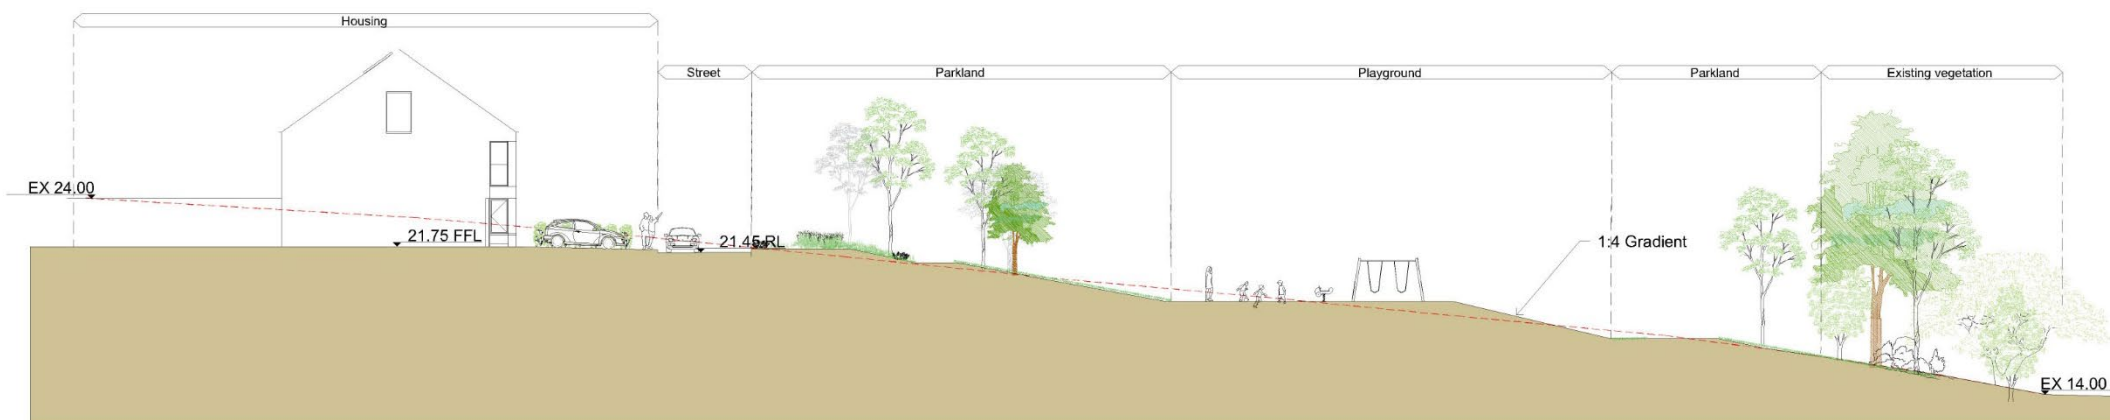 Housing
Street
Parkland
Playground
Parkland
Existing vegetation
EX 24.00
21.75 FFL
21.45 RL
1:4 Gradient
EX 14.00